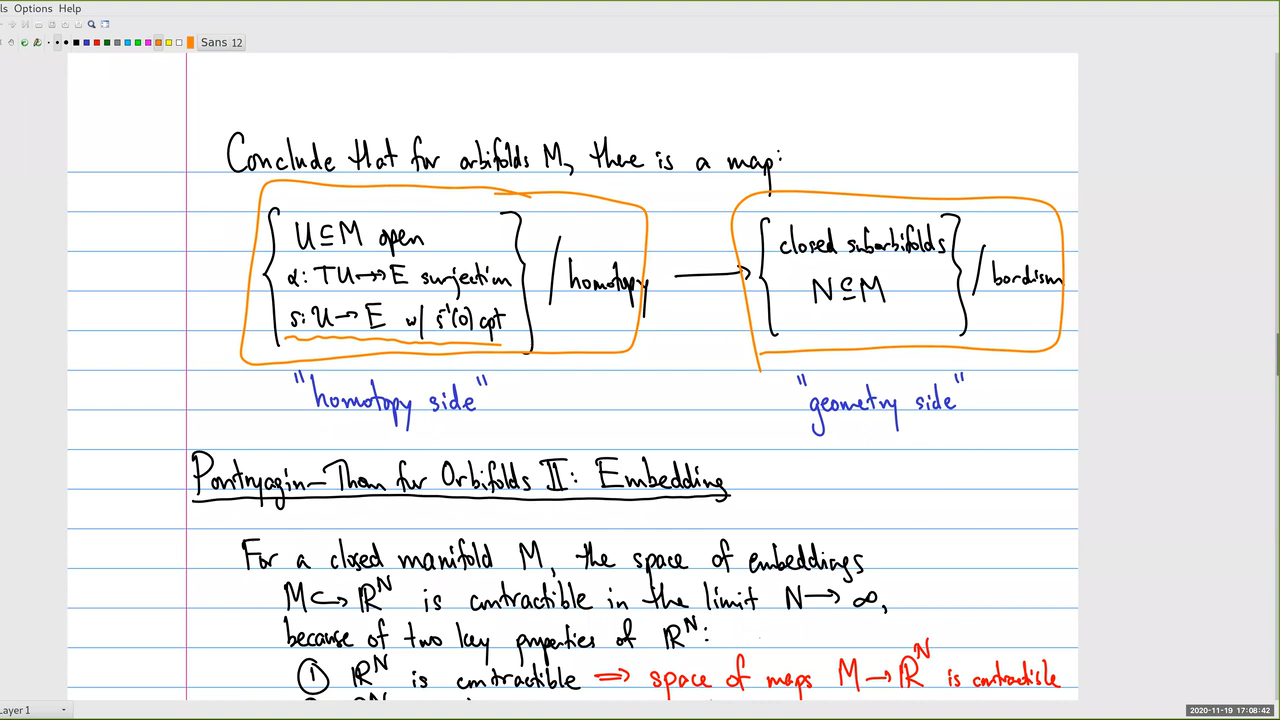 ls Options Help
Sans 12
Conclude that for orbifolds M, there is a map:
{ U ⊆ M open
α: TU ↠ E surjection
s: U → E w/ s⁻¹(0) cpt } / homotopy ⟶ { closed suborbifolds
N ⊆ M } / bordism
"homotopy side" "geometry side"
Pontryagin–Thom for Orbifolds II: Embedding
For a closed manifold M, the space of embeddings
M ↪ ℝᴺ is contractible in the limit N → ∞,
because of two key properties of ℝᴺ:
① ℝᴺ is contractible ⟹ space of maps M → ℝᴺ is contractible
Layer 1
2020-11-19 17:08:42